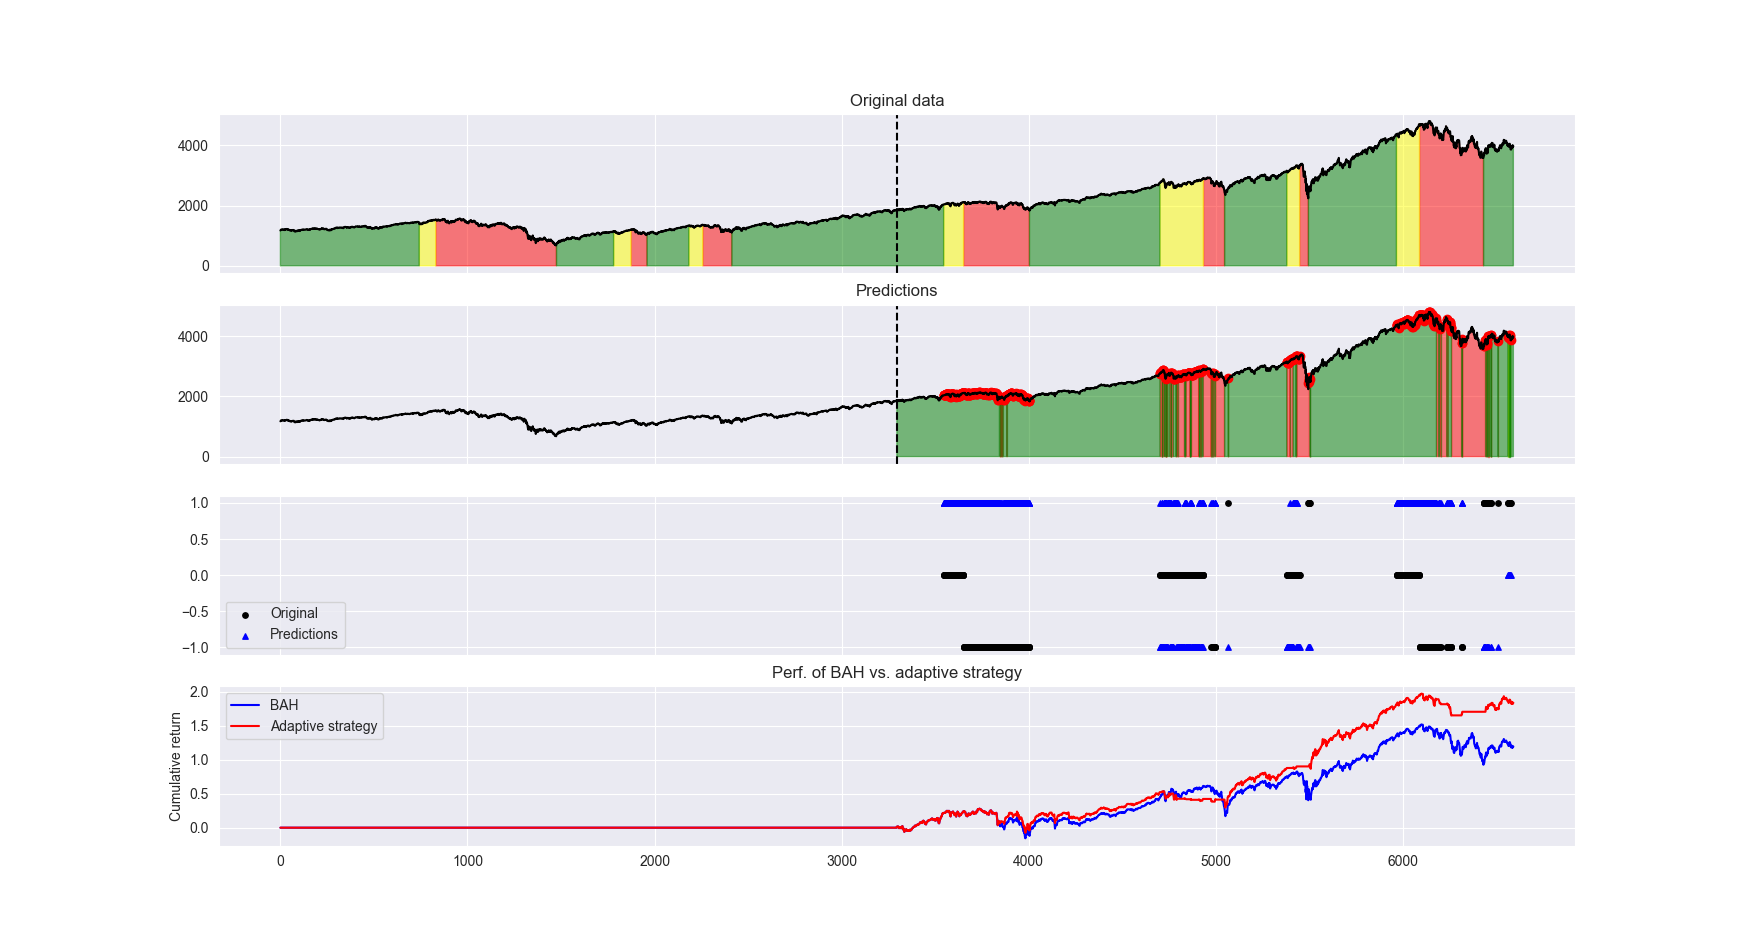 Original data
4000
2000
0
Predictions
4000
2000
0
1.0
0.5
0.0
−0.5
−1.0
Original
Predictions
Perf. of BAH vs. adaptive strategy
Cumulative return
2.0
1.5
1.0
0.5
0.0
BAH
Adaptive strategy
0 1000 2000 3000 4000 5000 6000